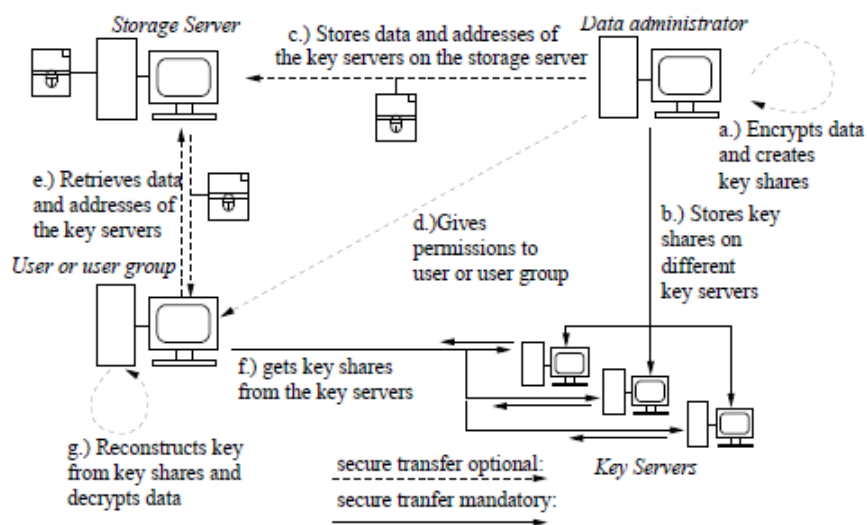 Storage Server
c.) Stores data and addresses of
the key servers on the storage server
Data administrator
a.) Encrypts data
and creates
key shares
b.) Stores key
shares on
different
key servers
e.) Retrieves data
and addresses of
the key servers
d.)Gives
permissions to
user or user group
User or user group
f.) gets key shares
from the key servers
g.) Reconstructs key
from key shares and
decrypts data
Key Servers
secure transfer optional:
secure tranfer mandatory: